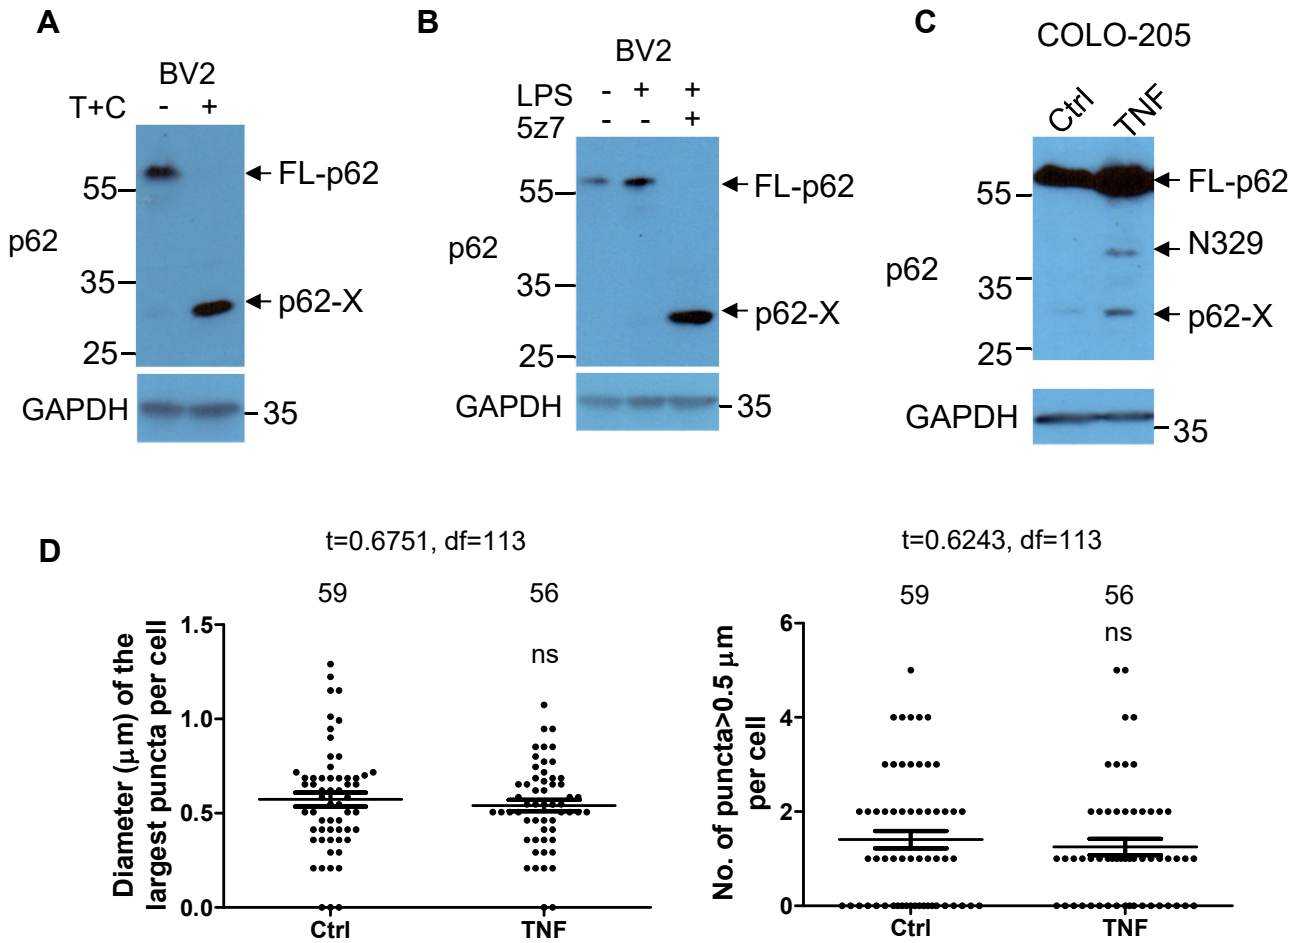 A
BV2
T+C - +
FL-p62
55
p62
35
p62-X
25
GAPDH
35
B
BV2
LPS - + +
5z7 - - +
FL-p62
55
p62
35
p62-X
25
GAPDH
35
C
COLO-205
Ctrl TNF
FL-p62
55
N329
p62
35
p62-X
25
GAPDH
35
D
t=0.6751, df=113
59 56
ns
Diameter (μm) of the
largest puncta per cell
1.5
1.0
0.5
0.0
Ctrl TNF
t=0.6243, df=113
59 56
ns
No. of puncta>0.5 μm
per cell
6
4
2
0
Ctrl TNF